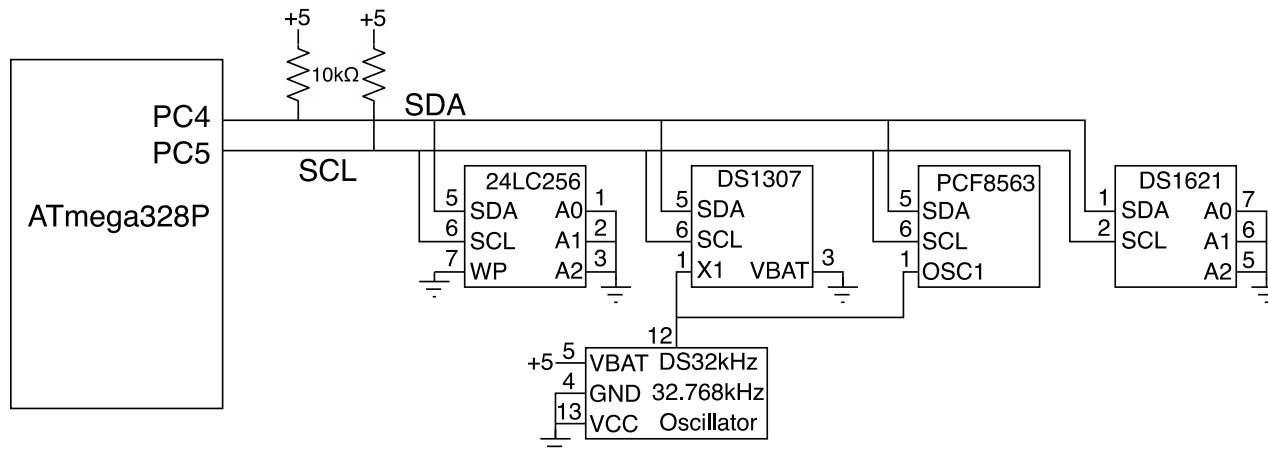 +5 +5
10kΩ
PC4
SDA
PC5
SCL
ATmega328P
24LC256
5 SDA A0 1
6 SCL A1 2
7 WP A2 3
DS1307
5 SDA
6 SCL
1 X1 VBAT 3
PCF8563
5 SDA
6 SCL
1 OSC1
DS1621
1 SDA A0 7
2 SCL A1 6
A2 5
12
+5 5 VBAT DS32kHz
4 GND 32.768kHz
13 VCC Oscillator